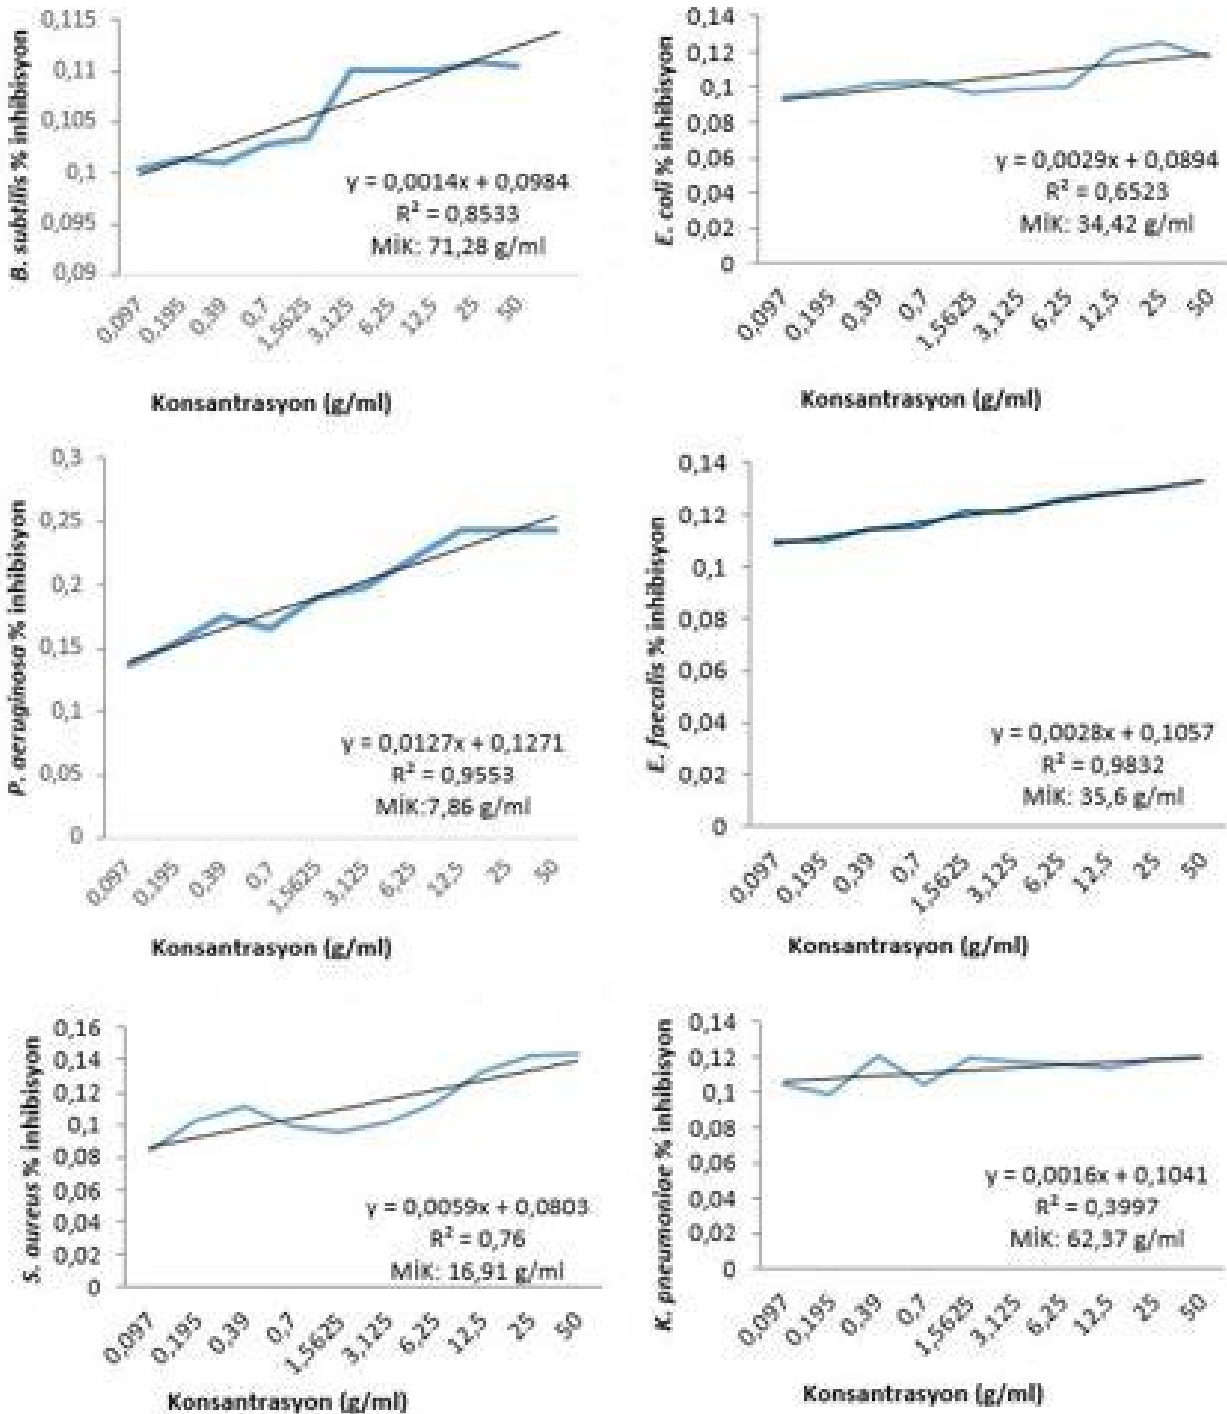 B. subtilis % inhibisyon
0,115
0,11
0,105
0,1
0,095
0,09
y = 0,0014x + 0,0984
R² = 0,8533
MİK: 71,28 g/ml
0,097 0,195 0,39 0,7 1,5625 3,125 6,25 12,5 25 50
Konsantrasyon (g/ml)
E. coli % inhibisyon
0,14
0,12
0,1
0,08
0,06
0,04
0,02
0
y = 0,0029x + 0,0894
R² = 0,6523
MİK: 34,42 g/ml
0,097 0,195 0,39 0,7 1,5625 3,125 6,25 12,5 25 50
Konsantrasyon (g/ml)
P. aeruginosa % inhibisyon
0,3
0,25
0,2
0,15
0,1
0,05
0
y = 0,0127x + 0,1271
R² = 0,9553
MİK:7,86 g/ml
0,097 0,195 0,39 0,7 1,5625 3,125 6,25 12,5 25 50
Konsantrasyon (g/ml)
E. faecalis % inhibisyon
0,14
0,12
0,1
0,08
0,06
0,04
0,02
0
y = 0,0028x + 0,1057
R² = 0,9832
MİK: 35,6 g/ml
0,097 0,195 0,39 0,7 1,5625 3,125 6,25 12,5 25 50
Konsantrasyon (g/ml)
S. aureus % inhibisyon
0,16
0,14
0,12
0,1
0,08
0,06
0,04
0,02
0
y = 0,0059x + 0,0803
R² = 0,76
MİK: 16,91 g/ml
0,097 0,195 0,39 0,7 1,5625 3,125 6,25 12,5 25 50
Konsantrasyon (g/ml)
K. pneumoniae % inhibisyon
0,14
0,12
0,1
0,08
0,06
0,04
0,02
0
y = 0,0016x + 0,1041
R² = 0,3997
MİK: 62,37 g/ml
0,097 0,195 0,39 0,7 1,5625 3,125 6,25 12,5 25 50
Konsantrasyon (g/ml)